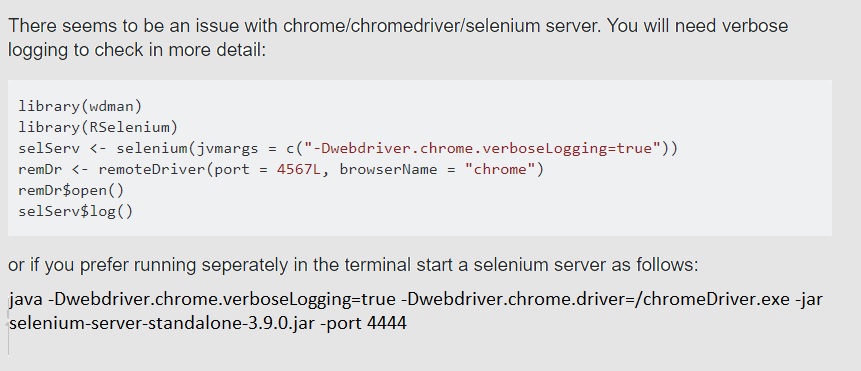 There seems to be an issue with chrome/chromedriver/selenium server. You will need verbose
logging to check in more detail:
library(wdman)
library(RSelenium)
selServ <- selenium(jvmargs = c("-Dwebdriver.chrome.verboseLogging=true"))
remDr <- remoteDriver(port = 4567L, browserName = "chrome")
remDr$open()
selServ$log()
or if you prefer running seperately in the terminal start a selenium server as follows:
java -Dwebdriver.chrome.verboseLogging=true -Dwebdriver.chrome.driver=/chromeDriver.exe -jar
selenium-server-standalone-3.9.0.jar -port 4444